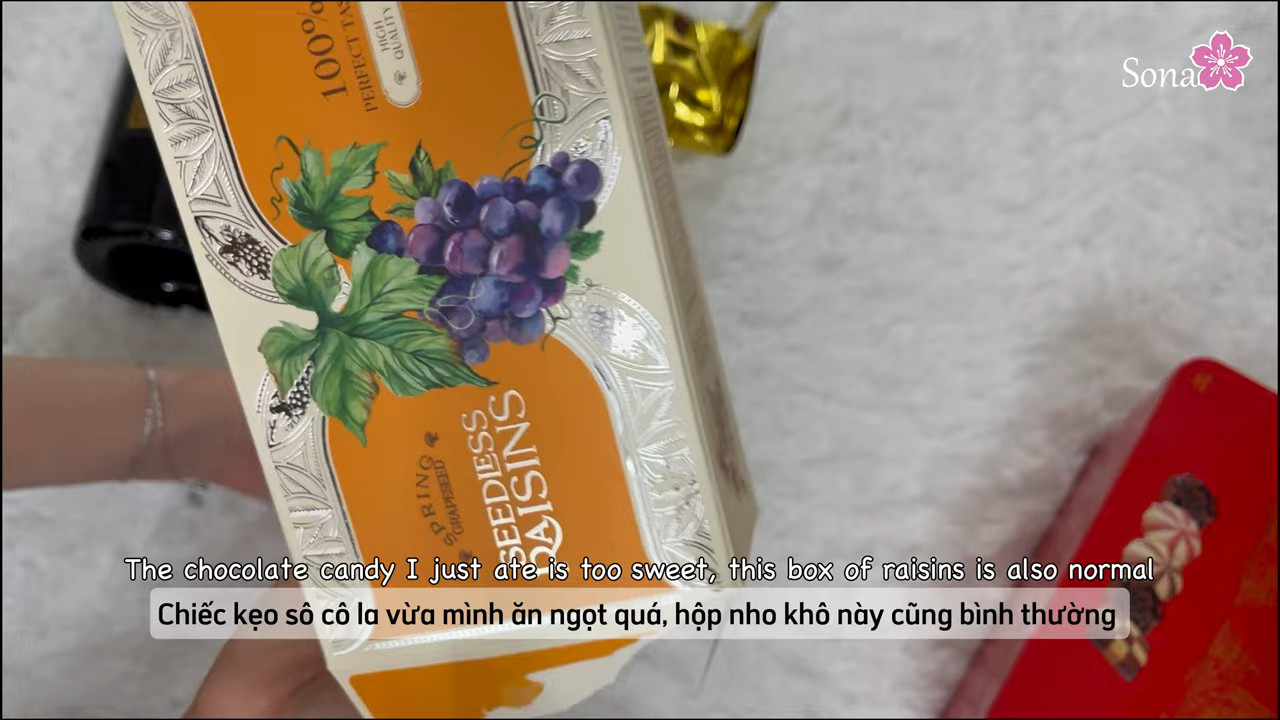 Sona
100%
PERFECT TAS
HIGH
QUALITY
SPRING
GRAPESEED
SEEDLESS
RAISINS
The chocolate candy I just ate is too sweet, this box of raisins is also normal
Chiếc kẹo sô cô la vừa mình ăn ngọt quá, hộp nho khô này cũng bình thường